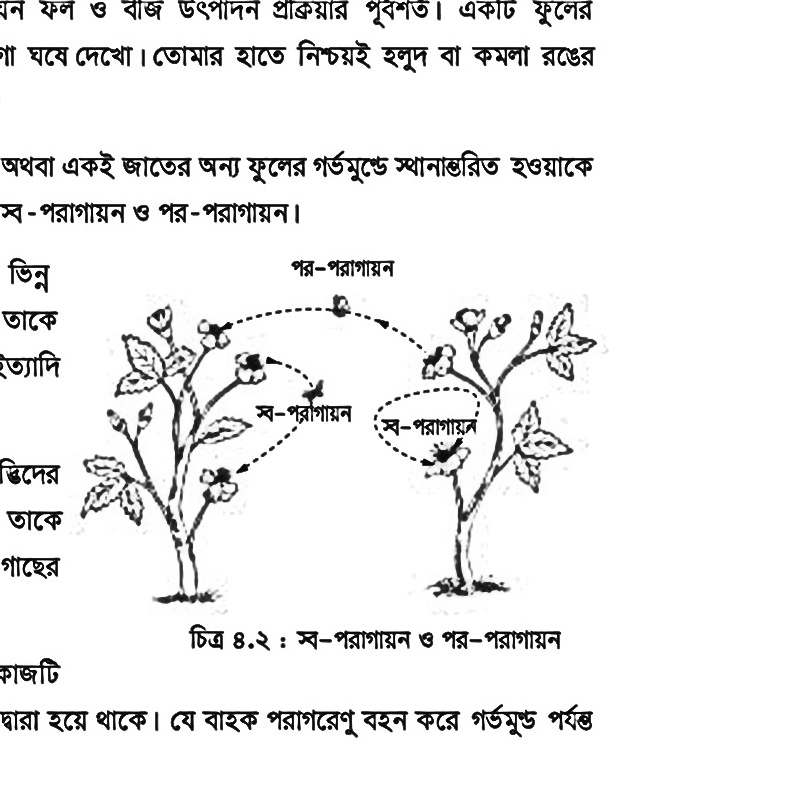 ফল ও বীজ উৎপাদন প্রক্রিয়ার পূর্বশর্ত। একটি ফুলের
ঘষে দেখো। তোমার হাতে নিশ্চয়ই হলুদ বা কমলা রঙের
অথবা একই জাতের অন্য ফুলের গর্ভমুণ্ডে স্থানান্তরিত হওয়াকে
স্ব-পরাগায়ন ও পর-পরাগায়ন।
ভিন্ন
তাকে
পর-পরাগায়ন
স্ব-পরাগায়ন
স্ব-পরাগায়ন
তাকে
গাছের
চিত্র ৪.২ : স্ব-পরাগায়ন ও পর-পরাগায়ন
কাজটি
দ্বারা হয়ে থাকে। যে বাহক পরাগরেণু বহন করে গর্ভমুণ্ড পর্যন্ত